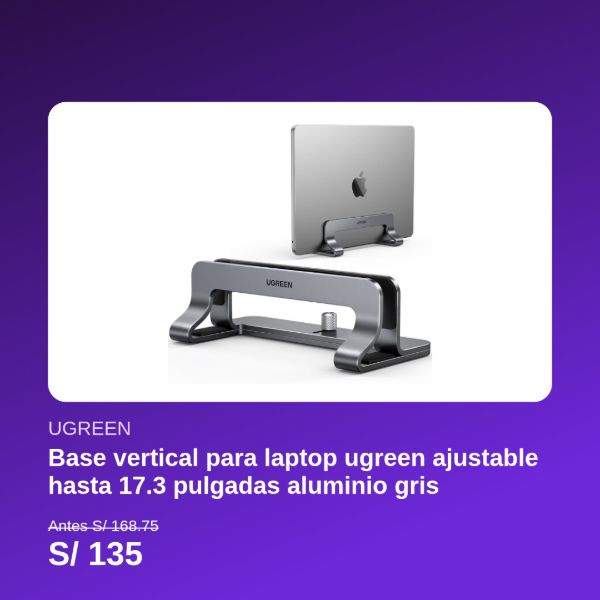 UGREEN
UGREEN
Base vertical para laptop ugreen ajustable
hasta 17.3 pulgadas aluminio gris
Antes S/ 168.75
S/ 135